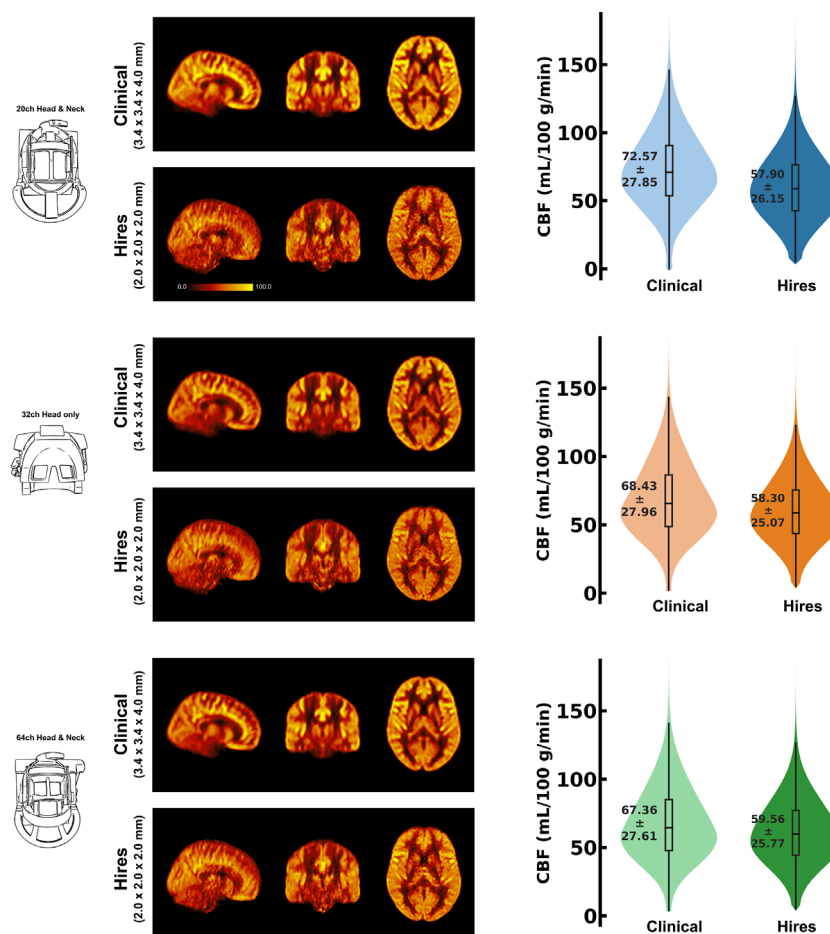 20ch Head & Neck
Clinical
(3.4 x 3.4 x 4.0 mm)
Hires
(2.0 x 2.0 x 2.0 mm)
0.0
100.0
CBF (mL/100 g/min)
150
100
50
0
72.57
±
27.85
57.90
±
26.15
Clinical
Hires
32ch Head only
Clinical
(3.4 x 3.4 x 4.0 mm)
Hires
(2.0 x 2.0 x 2.0 mm)
CBF (mL/100 g/min)
150
100
50
0
68.43
±
27.96
58.30
±
25.07
Clinical
Hires
64ch Head & Neck
Clinical
(3.4 x 3.4 x 4.0 mm)
Hires
(2.0 x 2.0 x 2.0 mm)
CBF (mL/100 g/min)
150
100
50
0
67.36
±
27.61
59.56
±
25.77
Clinical
Hires